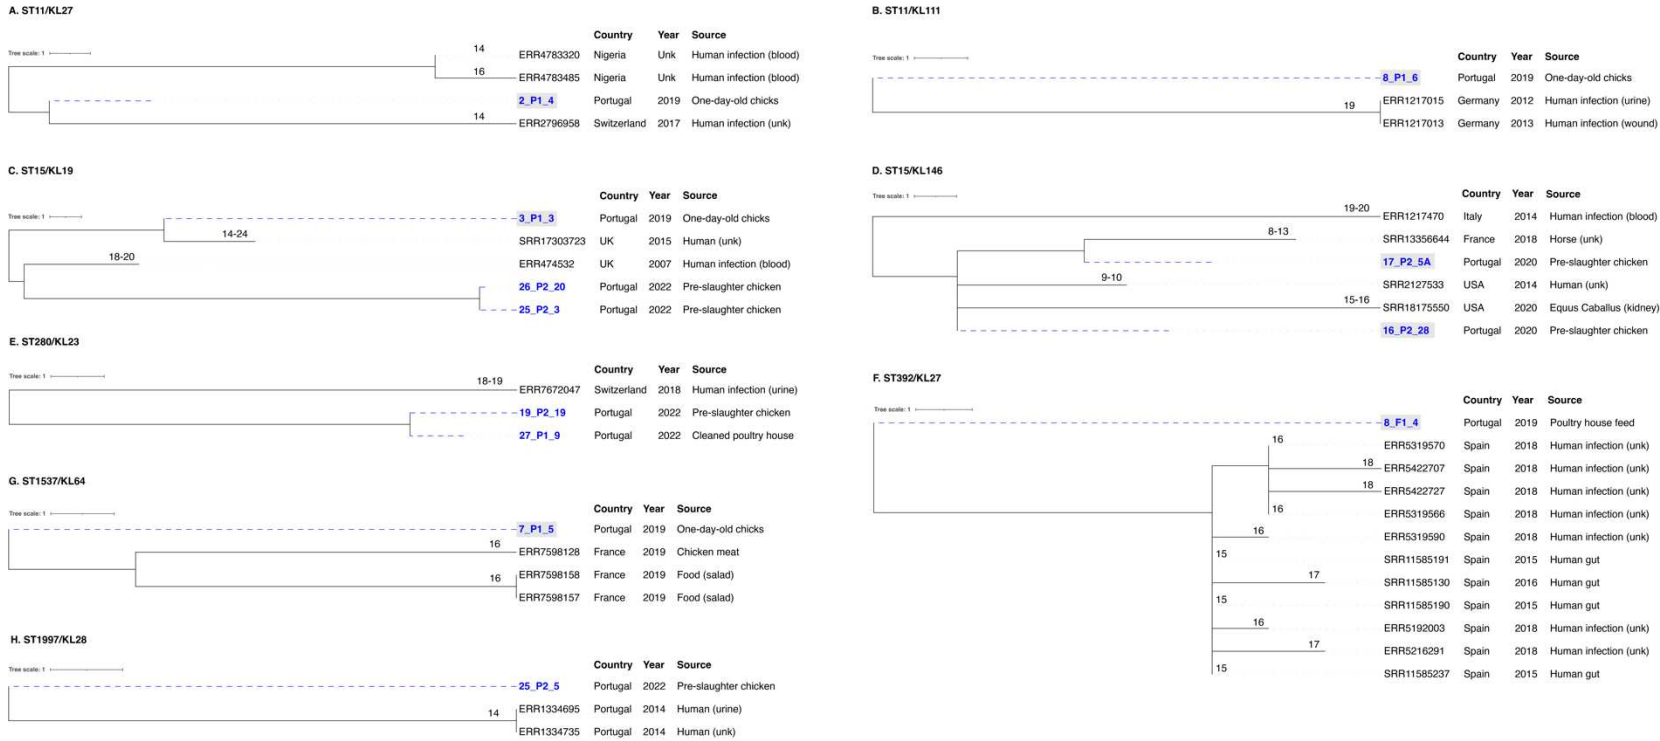 A. ST11/KL27
Country Year Source
Tree scale: 1
14
ERR4783320 Nigeria Unk Human infection (blood)
16
ERR4783485 Nigeria Unk Human infection (blood)
2_P1_4 Portugal 2019 One-day-old chicks
14
ERR2796958 Switzerland 2017 Human infection (unk)
C. ST15/KL19
Country Year Source
Tree scale: 1
3_P1_3 Portugal 2019 One-day-old chicks
14-24
SRR17303723 UK 2015 Human (unk)
18-20
ERR474532 UK 2007 Human infection (blood)
26_P2_20 Portugal 2022 Pre-slaughter chicken
25_P2_3 Portugal 2022 Pre-slaughter chicken
E. ST280/KL23
Country Year Source
Tree scale: 1
18-19
ERR7672047 Switzerland 2018 Human infection (urine)
19_P2_19 Portugal 2022 Pre-slaughter chicken
27_P1_9 Portugal 2022 Cleaned poultry house
G. ST1537/KL64
Country Year Source
Tree scale: 1
7_P1_5 Portugal 2019 One-day-old chicks
16
ERR7598128 France 2019 Chicken meat
16
ERR7598158 France 2019 Food (salad)
ERR7598157 France 2019 Food (salad)
H. ST1997/KL28
Country Year Source
Tree scale: 1
25_P2_5 Portugal 2022 Pre-slaughter chicken
14
ERR1334695 Portugal 2014 Human (urine)
ERR1334735 Portugal 2014 Human (unk)
B. ST11/KL111
Country Year Source
Tree scale: 1
8_P1_6 Portugal 2019 One-day-old chicks
19
ERR1217015 Germany 2012 Human infection (urine)
ERR1217013 Germany 2013 Human infection (wound)
D. ST15/KL146
Country Year Source
Tree scale: 1
19-20
ERR1217470 Italy 2014 Human infection (blood)
8-13
SRR13356644 France 2018 Horse (unk)
17_P2_5A Portugal 2020 Pre-slaughter chicken
9-10
SRR2127533 USA 2014 Human (unk)
15-16
SRR18175550 USA 2020 Equus Caballus (kidney)
16_P2_28 Portugal 2020 Pre-slaughter chicken
F. ST392/KL27
Country Year Source
Tree scale: 1
8_F1_4 Portugal 2019 Poultry house feed
16
ERR5319570 Spain 2018 Human infection (unk)
18
ERR5422707 Spain 2018 Human infection (unk)
18
ERR5422727 Spain 2018 Human infection (unk)
16
ERR5319566 Spain 2018 Human infection (unk)
16
ERR5319590 Spain 2018 Human infection (unk)
15
SRR11585191 Spain 2015 Human gut
17
SRR11585130 Spain 2016 Human gut
15
SRR11585190 Spain 2015 Human gut
16
ERR5192003 Spain 2018 Human infection (unk)
17
ERR5216291 Spain 2018 Human infection (unk)
15
SRR11585237 Spain 2015 Human gut